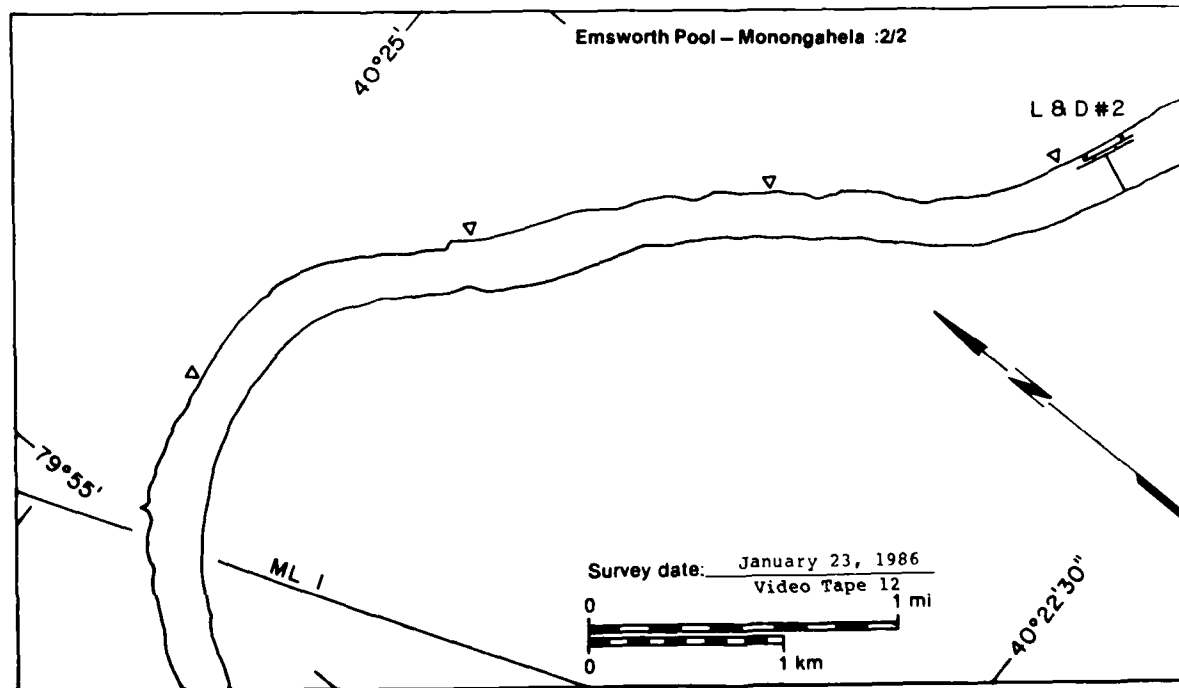 Emsworth Pool – Monongahela :2/2
40°25'
L & D #2
79°55'
ML I
Survey date: January 23, 1986
Video Tape 12
0 1 mi
0 1 km
40°22'30"